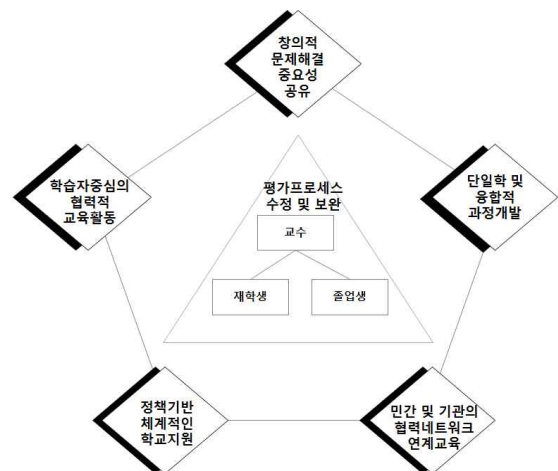 창의적
문제해결
중요성
공유
학습자중심의
협력적
교육활동
단일학 및
융합적
과정개발
평가프로세스
수정 및 보완
교수
재학생
졸업생
정책기반
체계적인
학교지원
민간 및 기관의
협력네트워크
연계교육